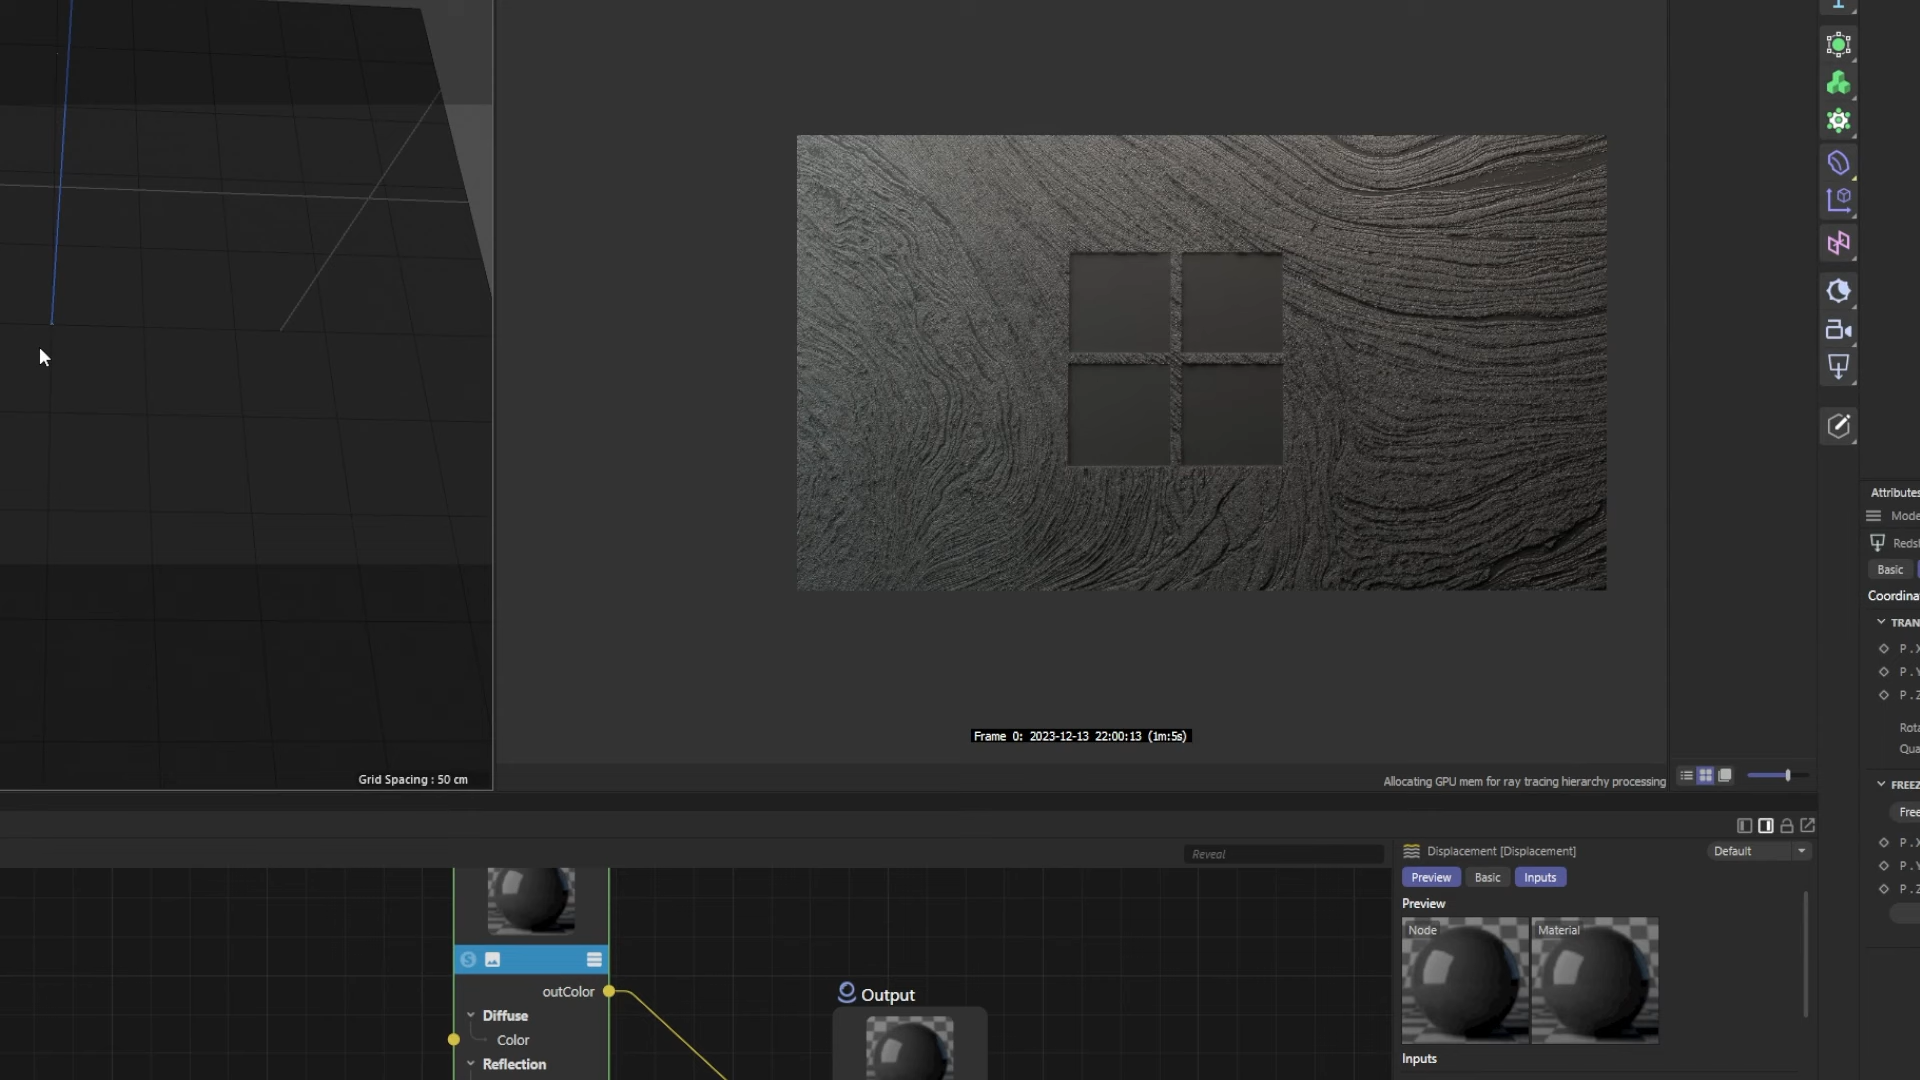 Grid Spacing : 50 cm
Frame 0: 2023-12-13 22:00:13 (1m:5s)
Allocating GPU mem for ray tracing hierarchy processing
Reveal
outColor
Diffuse
Color
Reflection
Output
Displacement [Displacement]
Default
Preview
Basic
Inputs
Preview
Node
Material
Inputs
Attributes
Mode
Reds
Basic
Coordina
TRAN
P.X
P.Y
P.Z
Rota
Qua
FREEZ
Free
P.X
P.Y
P.Z